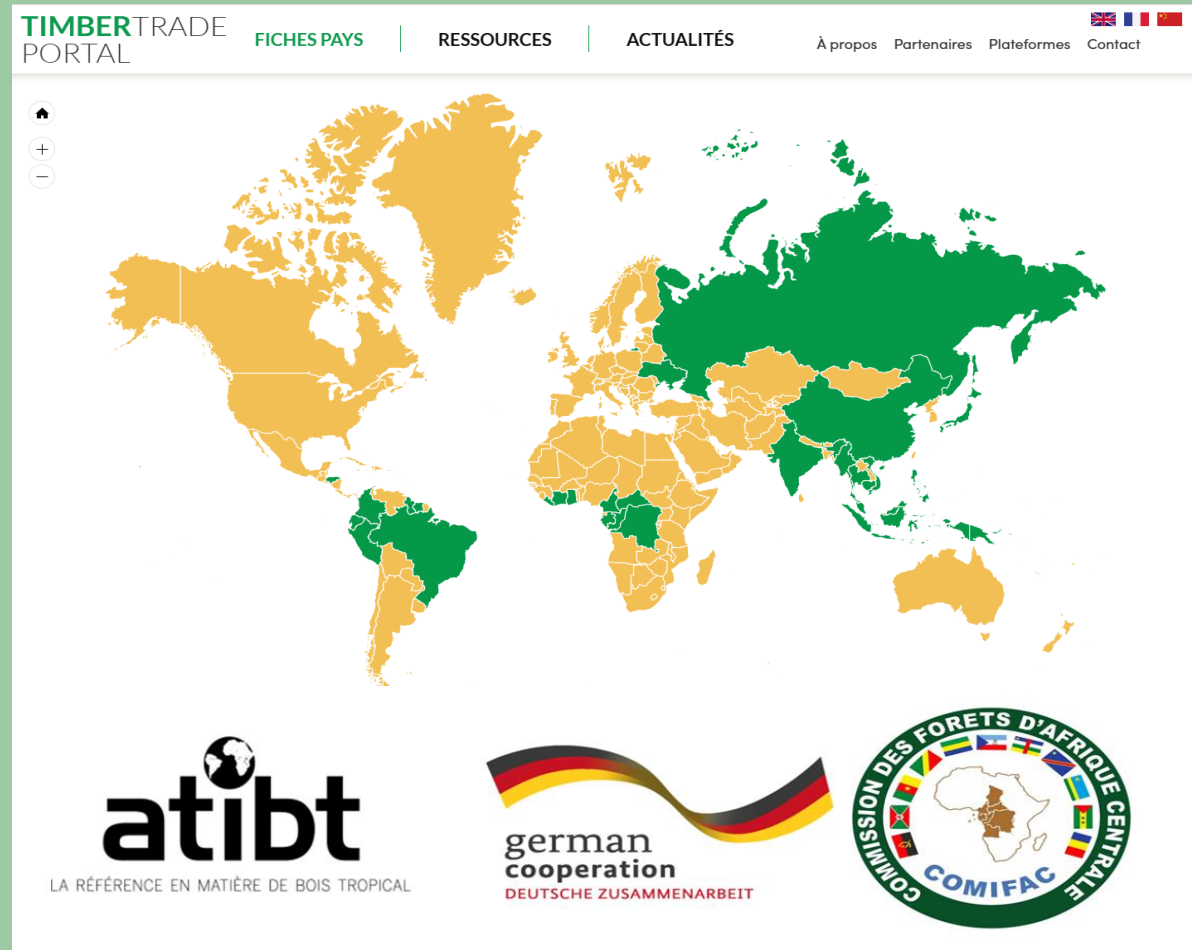 TIMBERTRADE
PORTAL
FICHES PAYS
RESSOURCES
ACTUALITÉS
À propos
Partenaires
Plateformes
Contact
atibt
LA RÉFÉRENCE EN MATIÈRE DE BOIS TROPICAL
german
cooperation
DEUTSCHE ZUSAMMENARBEIT
COMMISSION DES FORETS D'AFRIQUE CENTRALE
COMIFAC